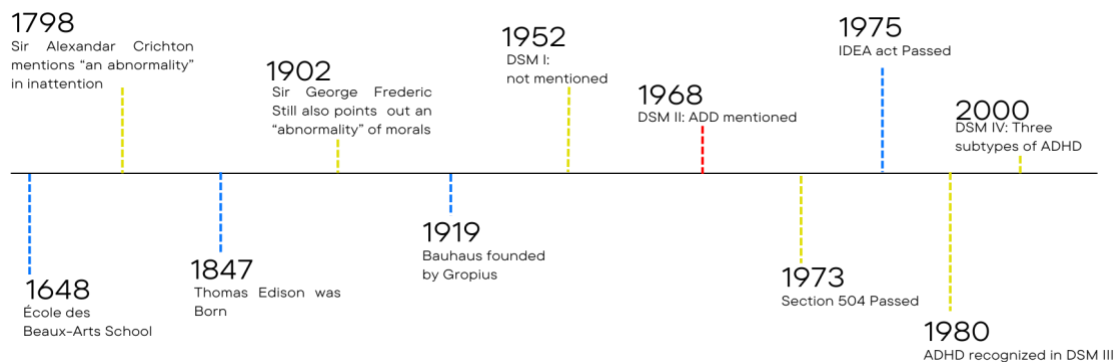 1798
Sir Alexandar Crichton
mentions “an abnormality”
in inattention
1902
Sir George Frederic
Still also points out an
“abnormality” of morals
1952
DSM I:
not mentioned
1968
DSM II: ADD mentioned
1975
IDEA act Passed
2000
DSM IV: Three
subtypes of ADHD
1648
École des
Beaux-Arts School
1847
Thomas Edison was
Born
1919
Bauhaus founded
by Gropius
1973
Section 504 Passed
1980
ADHD recognized in DSM III